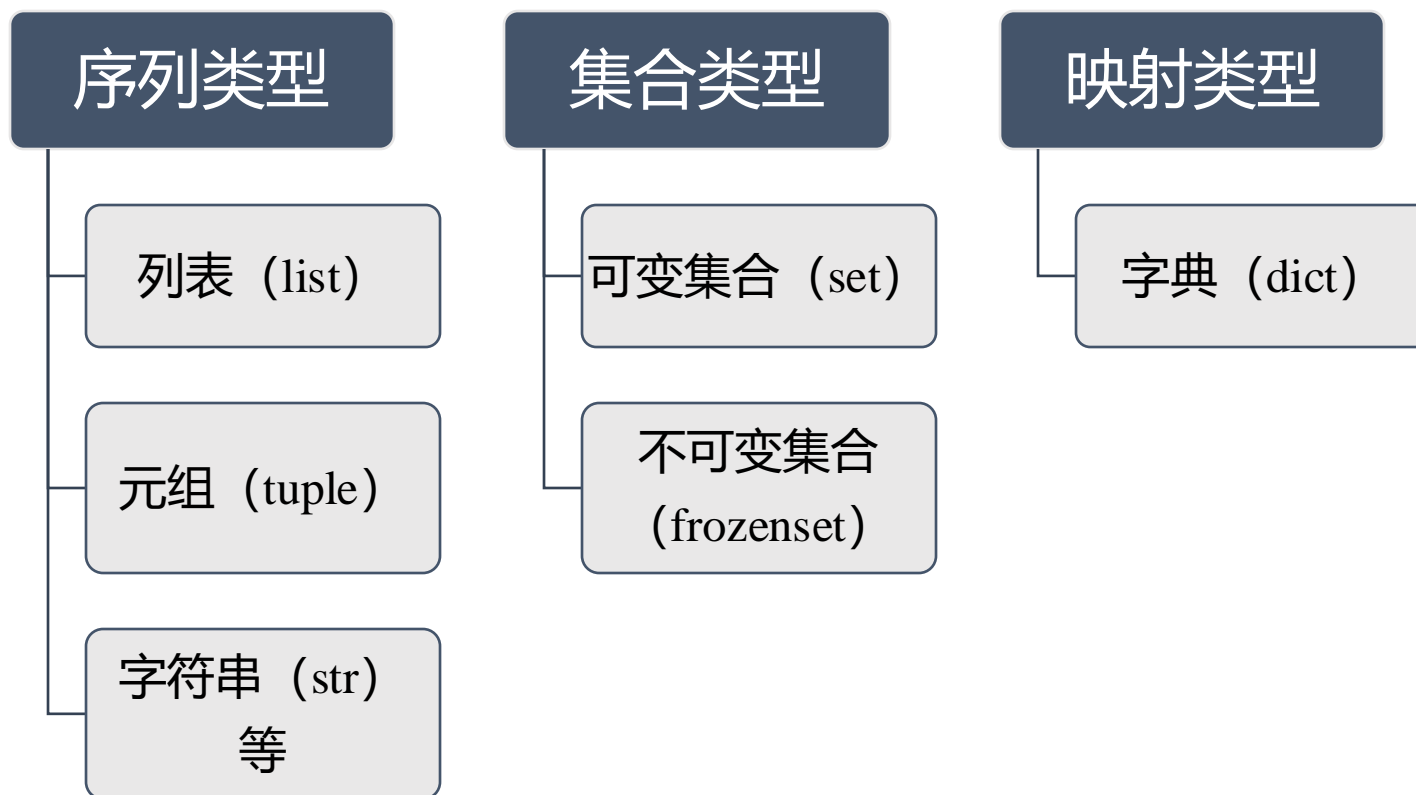 序列类型
列表（list）
元组（tuple）
字符串（str）
等
集合类型
可变集合（set）
不可变集合
（frozenset）
映射类型
字典（dict）